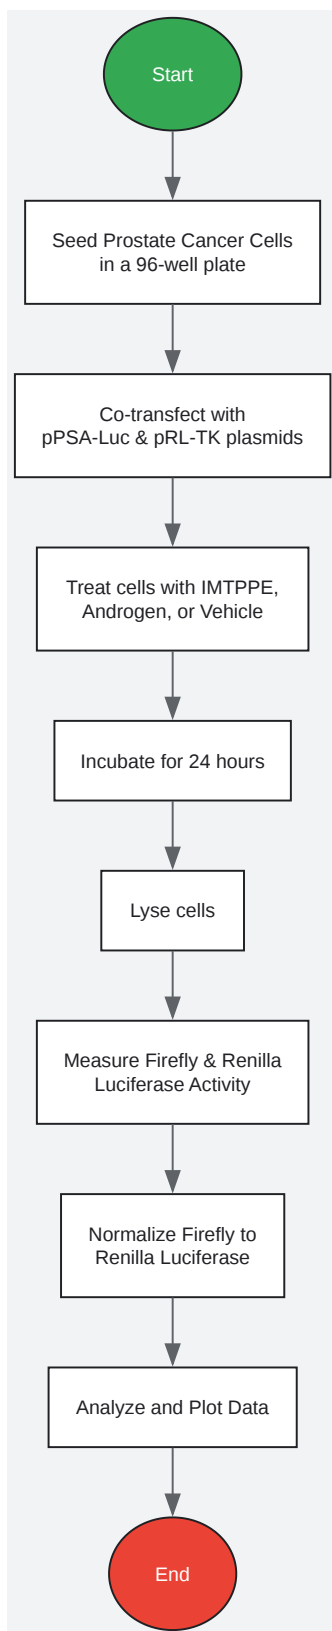 Start
Seed Prostate Cancer Cells
in a 96-well plate
Co-transfect with
pPSA-Luc & pRL-TK plasmids
Treat cells with IMTPPE,
Androgen, or Vehicle
Incubate for 24 hours
Lyse cells
Measure Firefly & Renilla
Luciferase Activity
Normalize Firefly to
Renilla Luciferase
Analyze and Plot Data
End